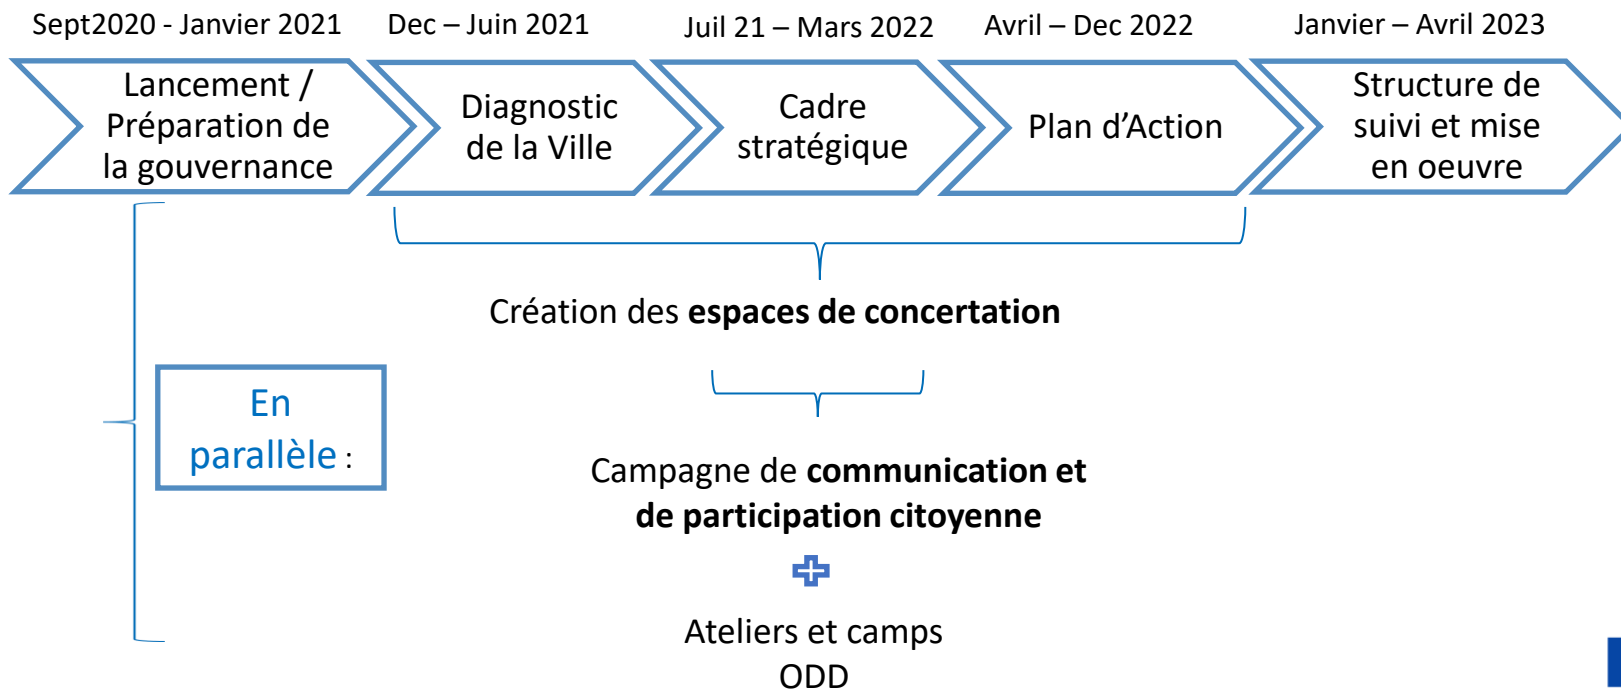 Sept2020 - Janvier 2021
Dec – Juin 2021
Juil 21 – Mars 2022
Avril – Dec 2022
Janvier – Avril 2023
Lancement /
Préparation de
la gouvernance
Diagnostic
de la Ville
Cadre
stratégique
Plan d’Action
Structure de
suivi et mise
en oeuvre
Création des espaces de concertation
En
parallèle :
Campagne de communication et
de participation citoyenne
Ateliers et camps
ODD